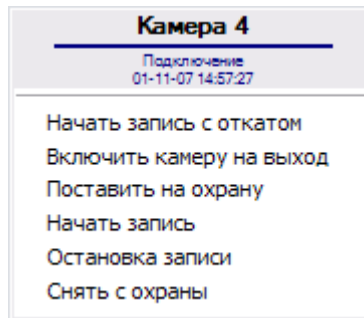 Камера 4
Подключение
01-11-07 14:57:27
Начать запись с откатом
Включить камеру на выход
Поставить на охрану
Начать запись
Остановка записи
Снять с охраны